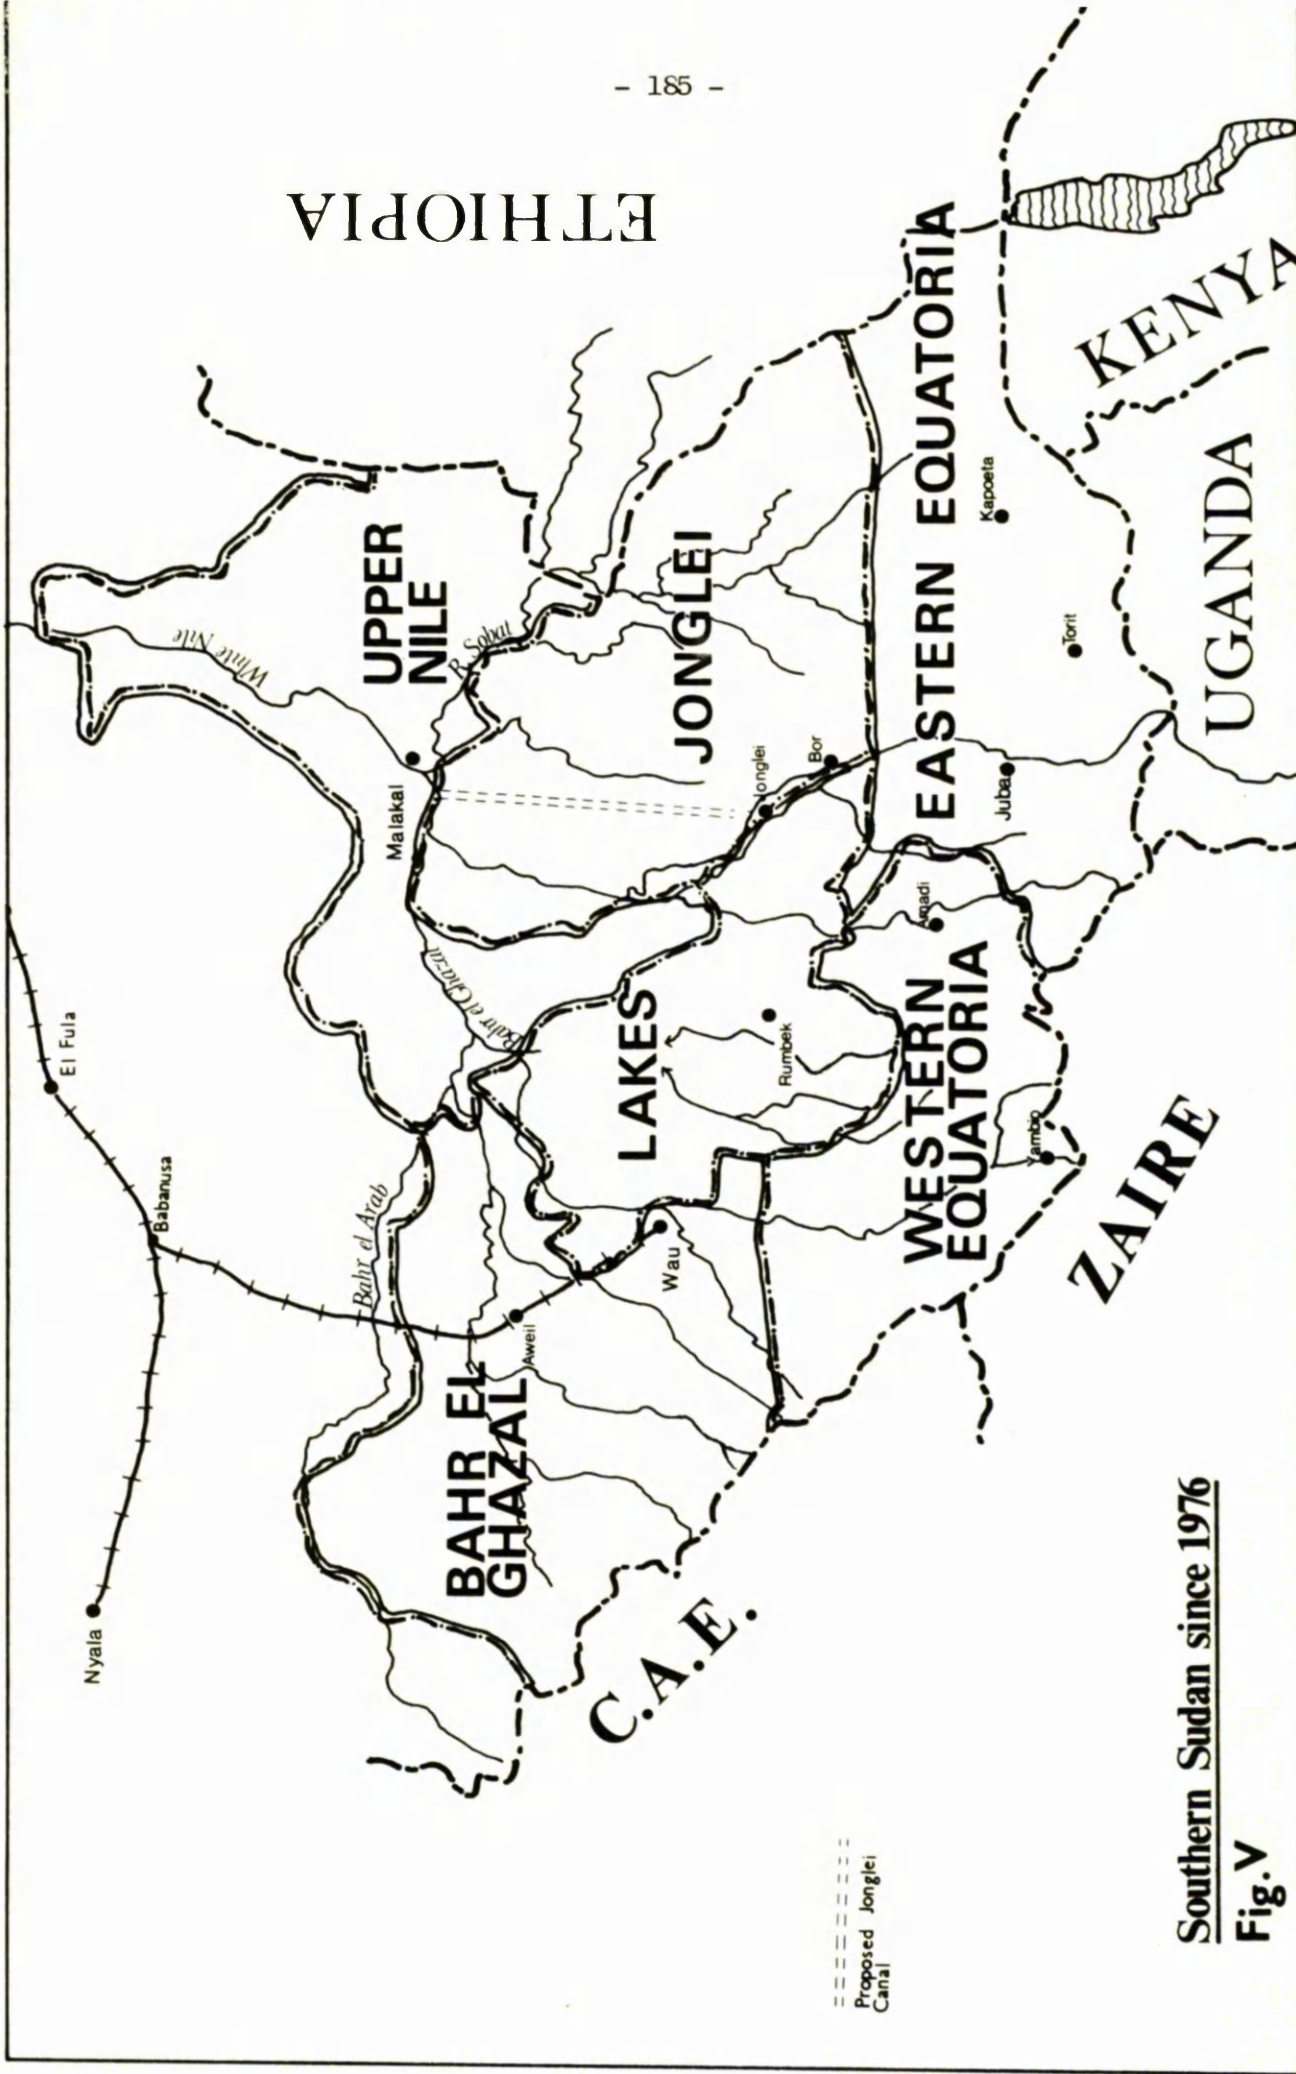 - 185 -
ETHIOPIA
El Fula
Babanusa
Nyala
White Nile
UPPER
NILE
R. Sobat
Malakal
Bahr el Ghazal
Bahr el Arab
JONGLEI
Jonglei
Bor
LAKES
Rumbek
Wau
Aweil
BAHR EL
GHAZAL
EASTERN EQUATORIA
Kapoeta
Torit
Juba
Amadi
WESTERN
EQUATORIA
Yambio
KENYA
UGANDA
ZAIRE
C.A.E.
Proposed Jonglei
Canal
Southern Sudan since 1976
Fig.V